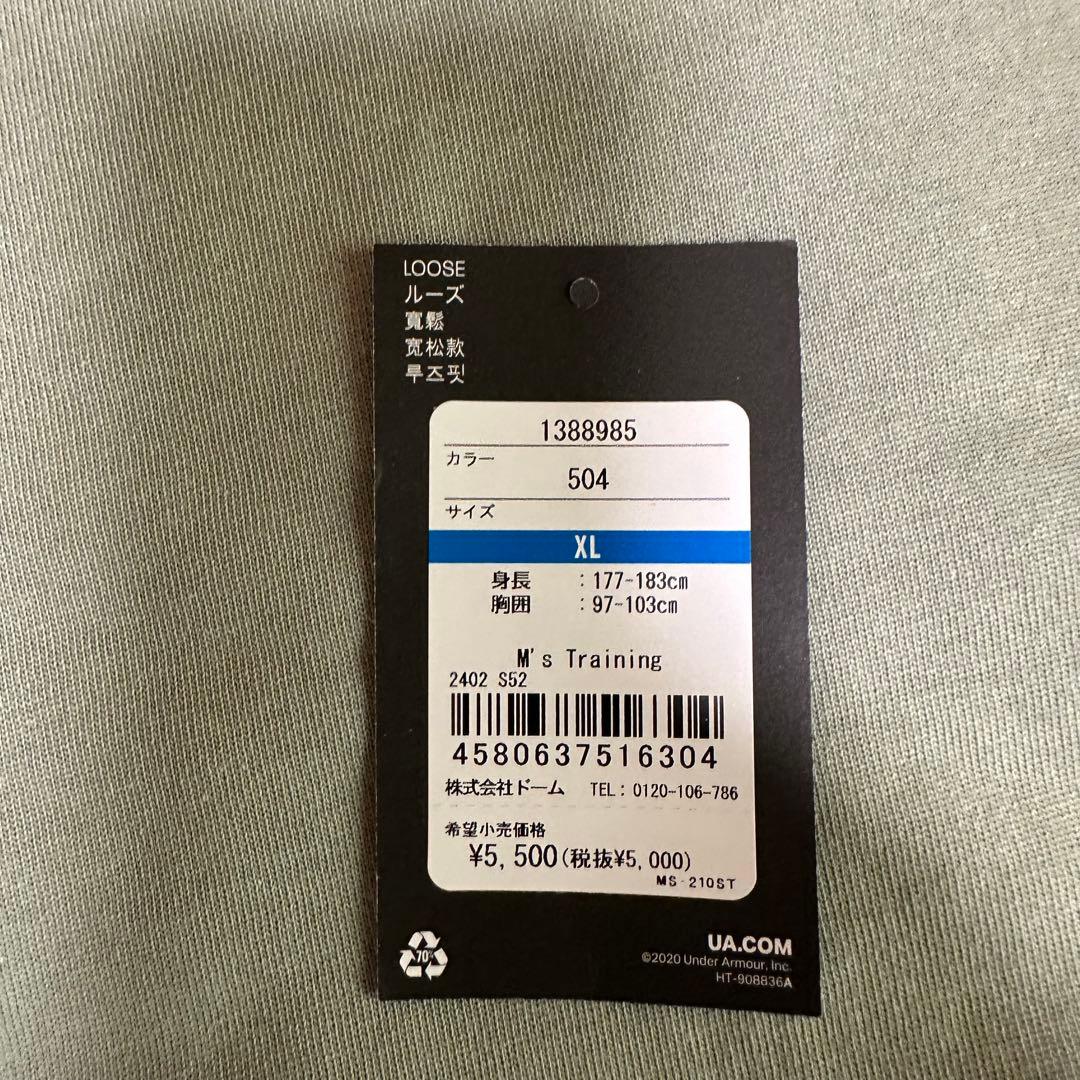 LOOSE
ルーズ
寬鬆
宽松款
루즈핏
1388985
カラー
504
サイズ
XL
身長 : 177-183cm
胸囲 : 97-103cm
M's Training
2402 S52
4580637516304
株式会社ドーム TEL: 0120-106-786
希望小売価格
¥5,500(税抜¥5,000)
MS-210ST
70%
UA.COM
©2020 Under Armour, Inc.
HT-908836A